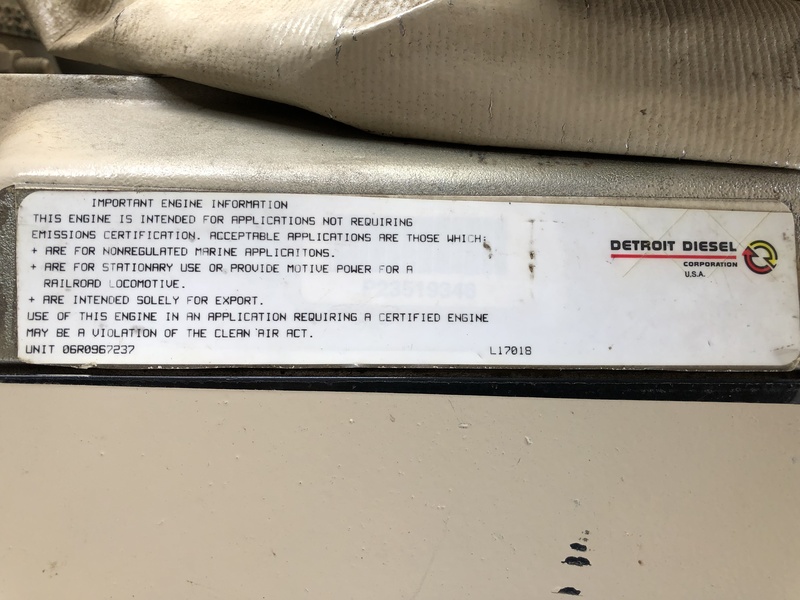 IMPORTANT ENGINE INFORMATION
THIS ENGINE IS INTENDED FOR APPLICATIONS NOT REQUIRING
EMISSIONS CERTIFICATION. ACCEPTABLE APPLICATIONS ARE THOSE WHICH:
+ ARE FOR NONREGULATED MARINE APPLICAITONS.
+ ARE FOR STATIONARY USE OR PROVIDE MOTIVE POWER FOR A
RAILROAD LOCOMOTIVE.
+ ARE INTENDED SOLELY FOR EXPORT.
USE OF THIS ENGINE IN AN APPLICATION REQUIRING A CERTIFIED ENGINE
MAY BE A VIOLATION OF THE CLEAN AIR ACT.
UNIT 06R0967237 L17018
DETROIT DIESEL
CORPORATION
U.S.A.